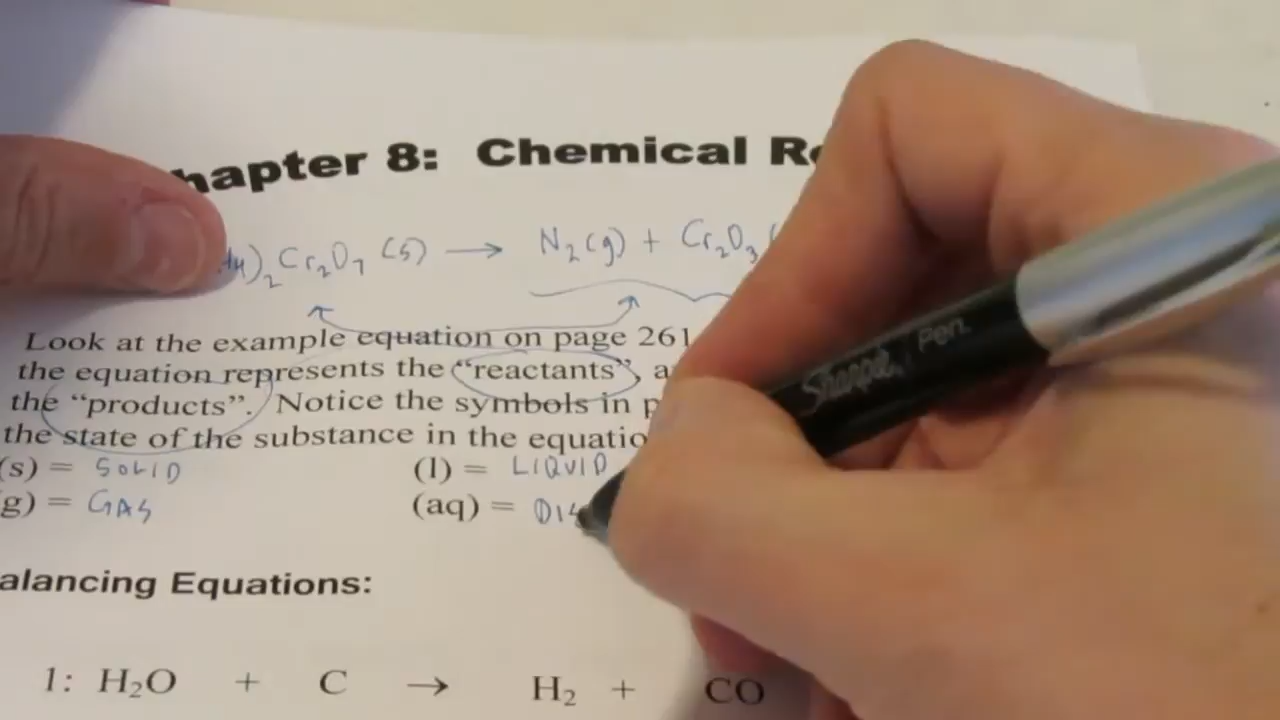 hapter 8: Chemical R
)₂Cr₂O₇ (s) → N₂(g) + Cr₂O₃
Look at the example equation on page 261
the equation represents the “reactants”, a
the “products”. Notice the symbols in p
the state of the substance in the equatio
(s) = SOLID (l) = LIQUID
g) = GAS (aq) = DIS
alancing Equations:
1: H₂O + C → H₂ + CO
Sharpie. Pen